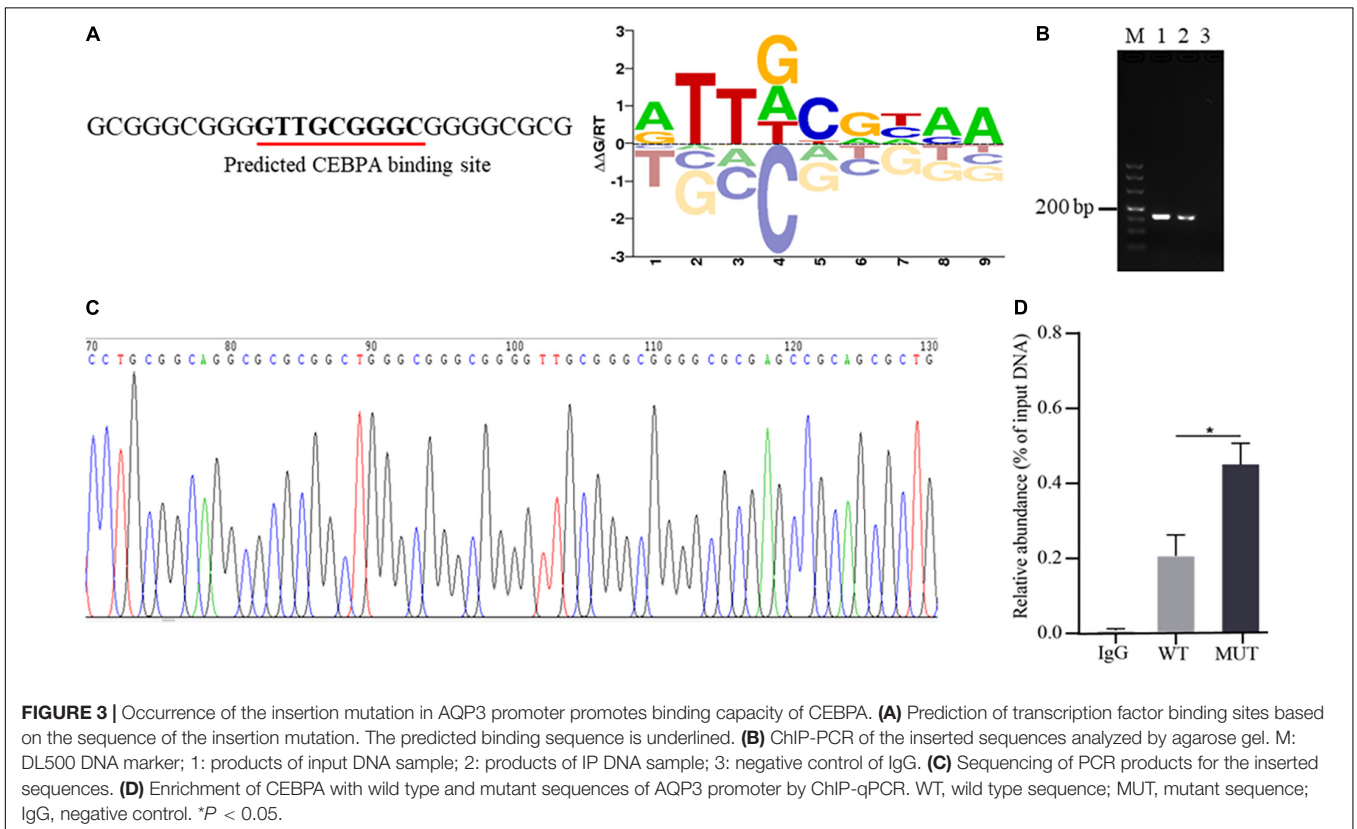 A
GCGGGCGGGGTTGCGGGCGGGGCGCG
Predicted CEBPA binding site
ΔΔG/RT
3
2
1
0
-1
-2
-3
A T T G C G T A A
G A T C C
T C A C A T G T T
G C G C G C
G G
1 2 3 4 5 6 7 8 9
B
M 1 2 3
200 bp
C
70 80 90 100 110 120 130
C C T G C G G C A G G C G C G C G G C T G G G C G G G C G G G G T T G C G G G C G G G G C G C G A G C C G C A G C G C T G
D
Relative abundance (% of input DNA)
0.8
0.6
0.4
0.2
0.0
*
IgG WT MUT
FIGURE 3 | Occurrence of the insertion mutation in AQP3 promoter promotes binding capacity of CEBPA. (A) Prediction of transcription factor binding sites based
on the sequence of the insertion mutation. The predicted binding sequence is underlined. (B) ChIP-PCR of the inserted sequences analyzed by agarose gel. M:
DL500 DNA marker; 1: products of input DNA sample; 2: products of IP DNA sample; 3: negative control of IgG. (C) Sequencing of PCR products for the inserted
sequences. (D) Enrichment of CEBPA with wild type and mutant sequences of AQP3 promoter by ChIP-qPCR. WT, wild type sequence; MUT, mutant sequence;
IgG, negative control. *P < 0.05.